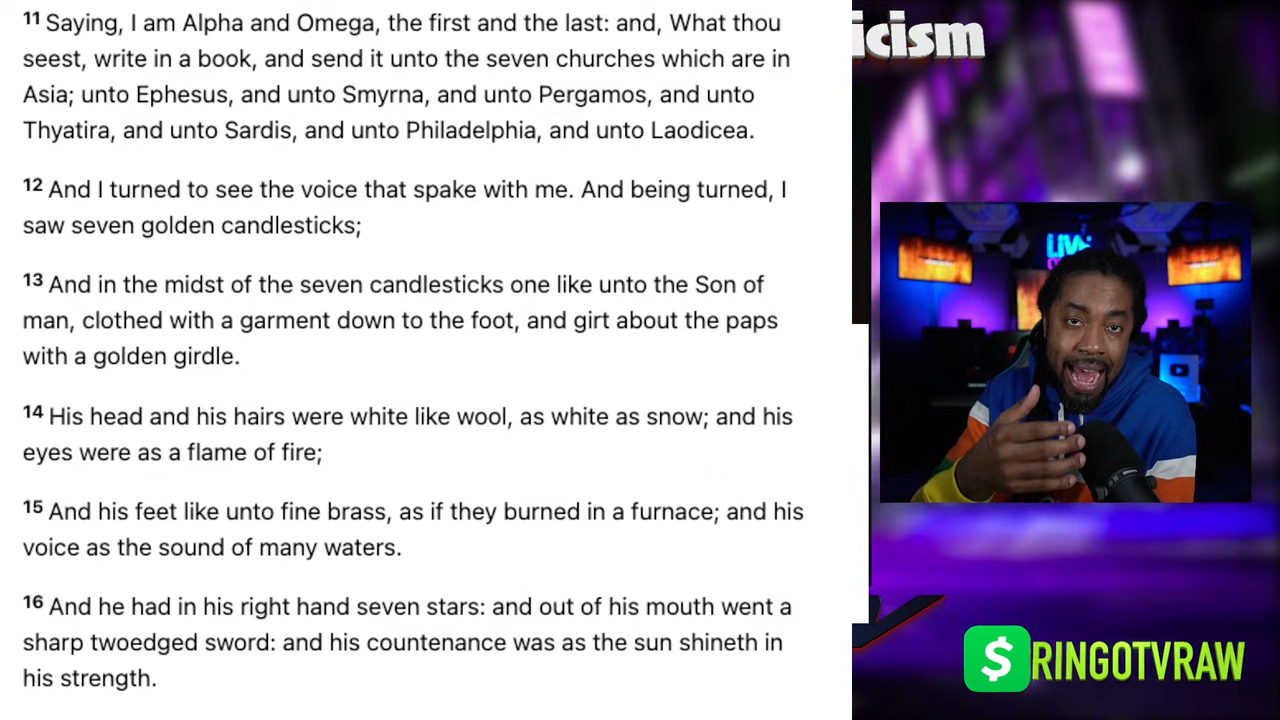 11 Saying, I am Alpha and Omega, the first and the last: and, What thou
seest, write in a book, and send it unto the seven churches which are in
Asia; unto Ephesus, and unto Smyrna, and unto Pergamos, and unto
Thyatira, and unto Sardis, and unto Philadelphia, and unto Laodicea.
12 And I turned to see the voice that spake with me. And being turned, I
saw seven golden candlesticks;
13 And in the midst of the seven candlesticks one like unto the Son of
man, clothed with a garment down to the foot, and girt about the paps
with a golden girdle.
14 His head and his hairs were white like wool, as white as snow; and his
eyes were as a flame of fire;
15 And his feet like unto fine brass, as if they burned in a furnace; and his
voice as the sound of many waters.
16 And he had in his right hand seven stars: and out of his mouth went a
sharp twoedged sword: and his countenance was as the sun shineth in
his strength.
icism
LIVE
$RINGOTVRAW